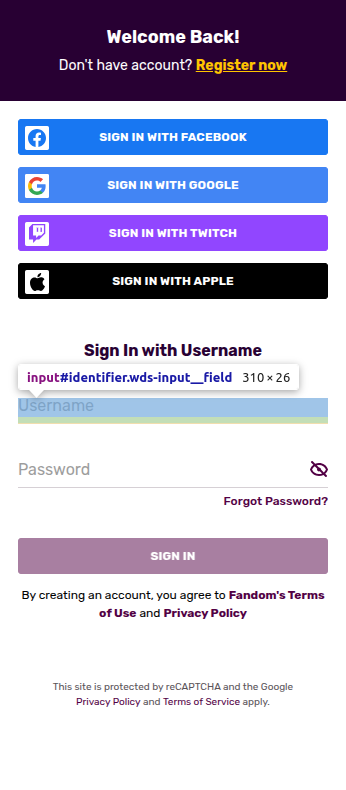 Welcome Back!
Don't have account? Register now
SIGN IN WITH FACEBOOK
SIGN IN WITH GOOGLE
SIGN IN WITH TWITCH
SIGN IN WITH APPLE
Sign In with Username
input#identifier.wds-input__field 310 × 26
Username
Password
Forgot Password?
SIGN IN
By creating an account, you agree to Fandom's Terms
of Use and Privacy Policy
This site is protected by reCAPTCHA and the Google
Privacy Policy and Terms of Service apply.